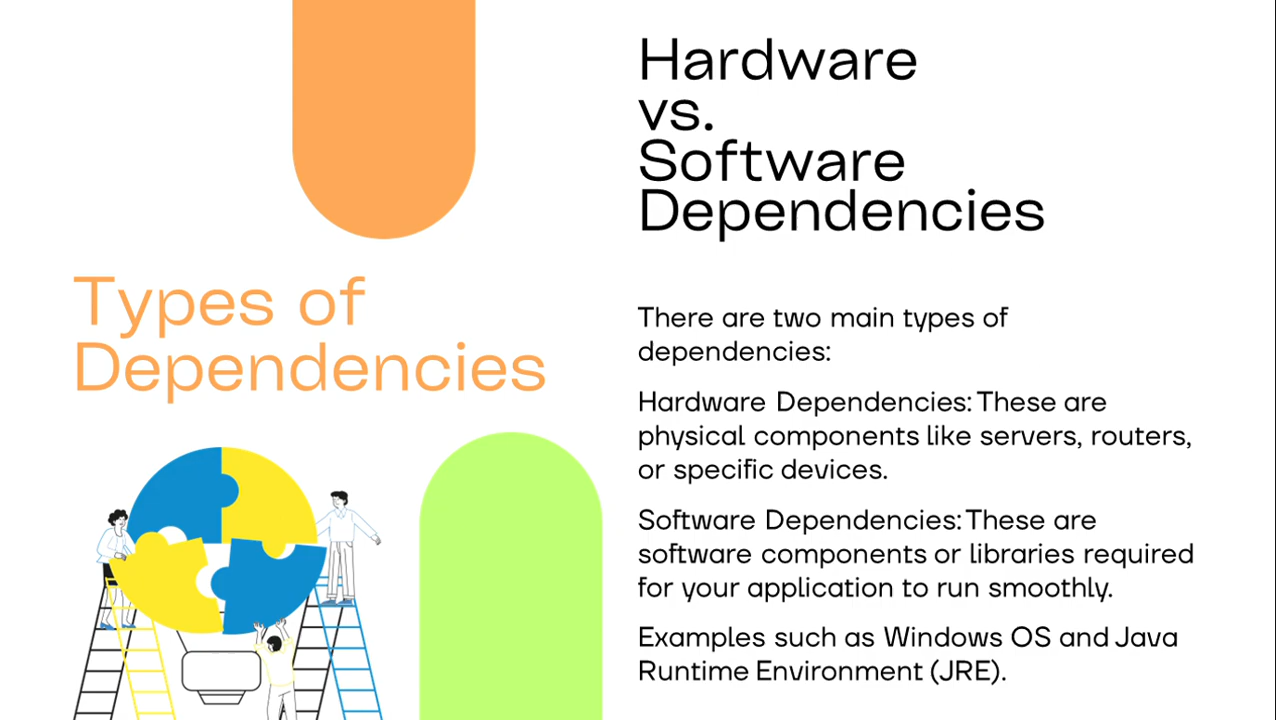 Types of
Dependencies
Hardware
vs.
Software
Dependencies
There are two main types of
dependencies:
Hardware Dependencies: These are
physical components like servers, routers,
or specific devices.
Software Dependencies: These are
software components or libraries required
for your application to run smoothly.
Examples such as Windows OS and Java
Runtime Environment (JRE).